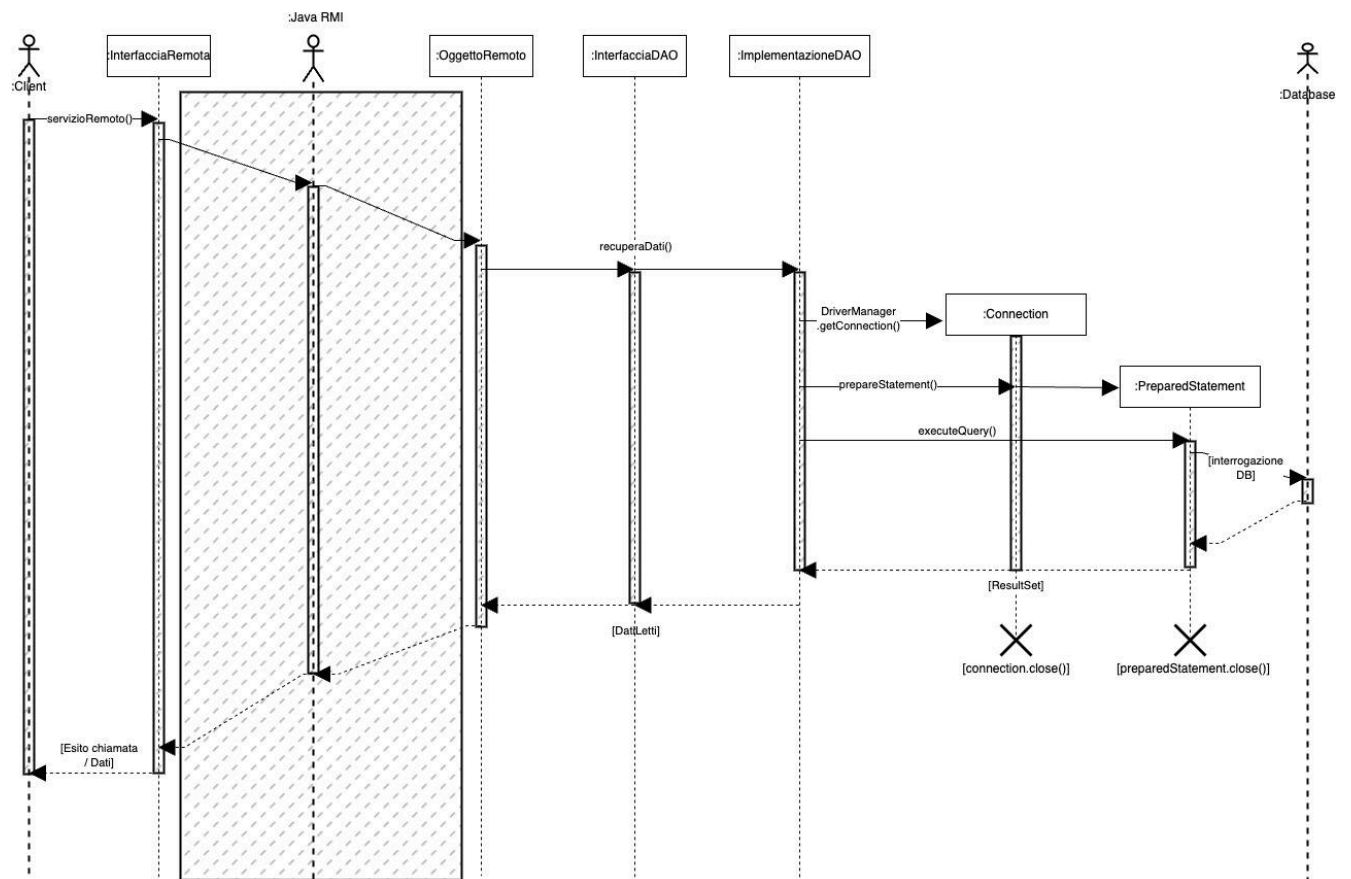 :Java RMI
:Client
:InterfacciaRemota
:OggettoRemoto
:InterfacciaDAO
:ImplementazioneDAO
:Database
servizioRemoto()
recuperaDati()
DriverManager
.getConnection()
:Connection
prepareStatement()
:PreparedStatement
executeQuery()
[interrogazione
DB]
[ResultSet]
[DatiLetti]
[connection.close()]
[preparedStatement.close()]
[Esito chiamata
/ Dati]